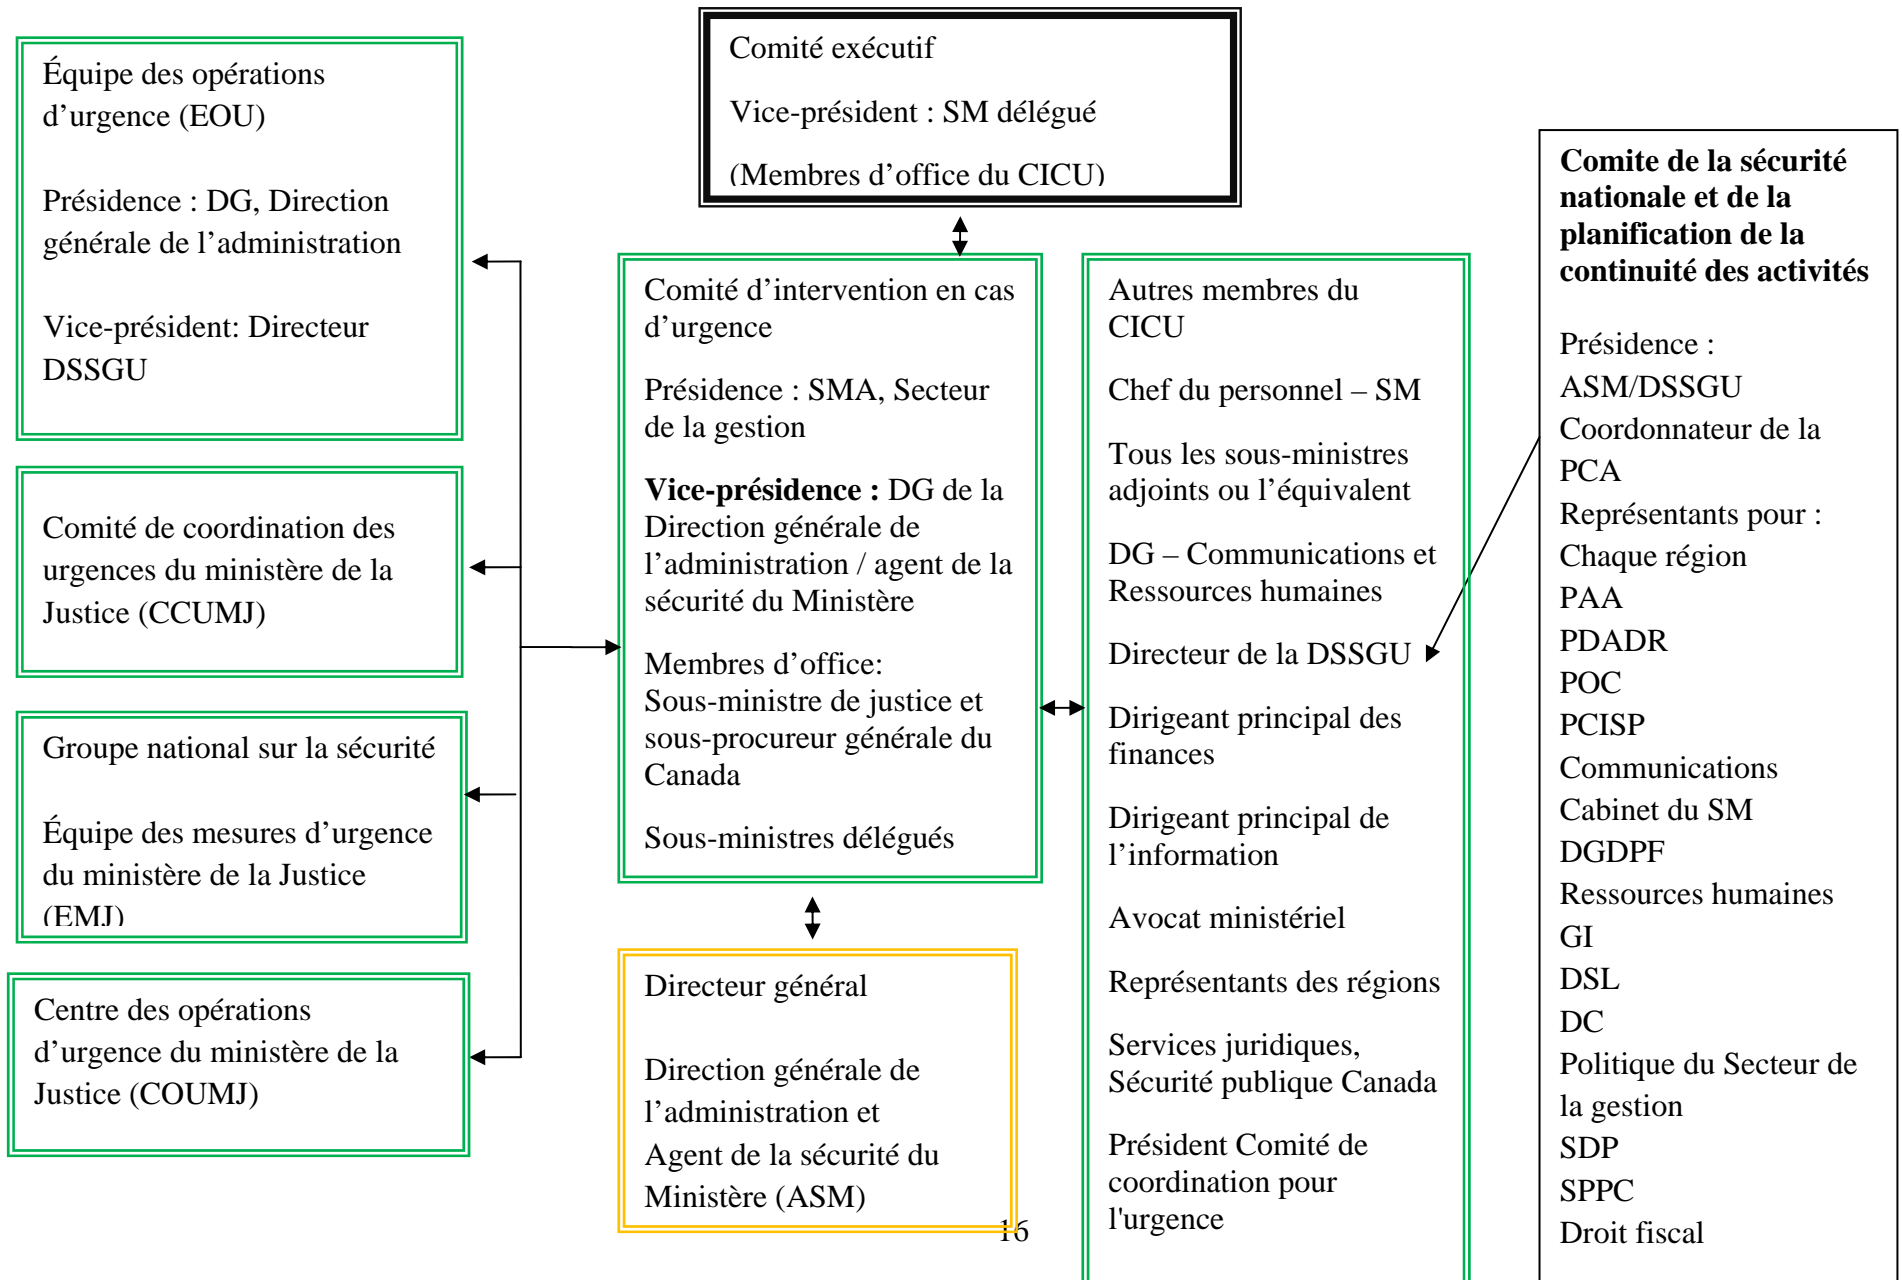 Comité exécutif
Vice-président : SM délégué
(Membres d’office du CICU)
Équipe des opérations
d’urgence (EOU)
Présidence : DG, Direction
générale de l’administration
Vice-président: Directeur
DSSGU
Comité de coordination des
urgences du ministère de la
Justice (CCUMJ)
Groupe national sur la sécurité
Équipe des mesures d’urgence
du ministère de la Justice
(EMJ)
Centre des opérations
d’urgence du ministère de la
Justice (COUMJ)
Comité d’intervention en cas
d’urgence
Présidence : SMA, Secteur
de la gestion
Vice-présidence : DG de la
Direction générale de
l’administration / agent de la
sécurité du Ministère
Membres d’office:
Sous-ministre de justice et
sous-procureur générale du
Canada
Sous-ministres délégués
Directeur général
Direction générale de
l’administration et
Agent de la sécurité du
Ministère (ASM)
Autres membres du
CICU
Chef du personnel – SM
Tous les sous-ministres
adjoints ou l’équivalent
DG – Communications et
Ressources humaines
Directeur de la DSSGU
Dirigeant principal des
finances
Dirigeant principal de
l’information
Avocat ministériel
Représentants des régions
Services juridiques,
Sécurité publique Canada
Président Comité de
coordination pour
l'urgence
Comite de la sécurité
nationale et de la
planification de la
continuité des activités
Présidence :
ASM/DSSGU
Coordonnateur de la
PCA
Représentants pour :
Chaque région
PAA
PDADR
POC
PCISP
Communications
Cabinet du SM
DGDPF
Ressources humaines
GI
DSL
DC
Politique du Secteur de
la gestion
SDP
SPPC
Droit fiscal
16